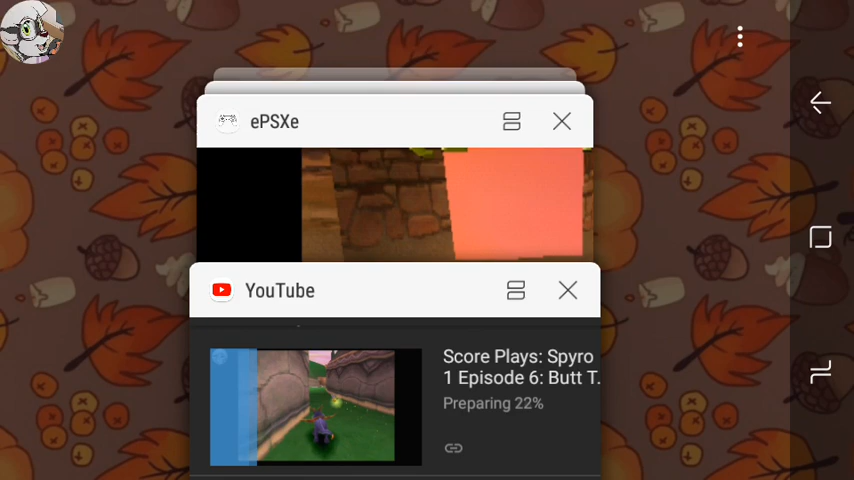 ePSXe
YouTube
Score Plays: Spyro
1 Episode 6: Butt T.
Preparing 22%